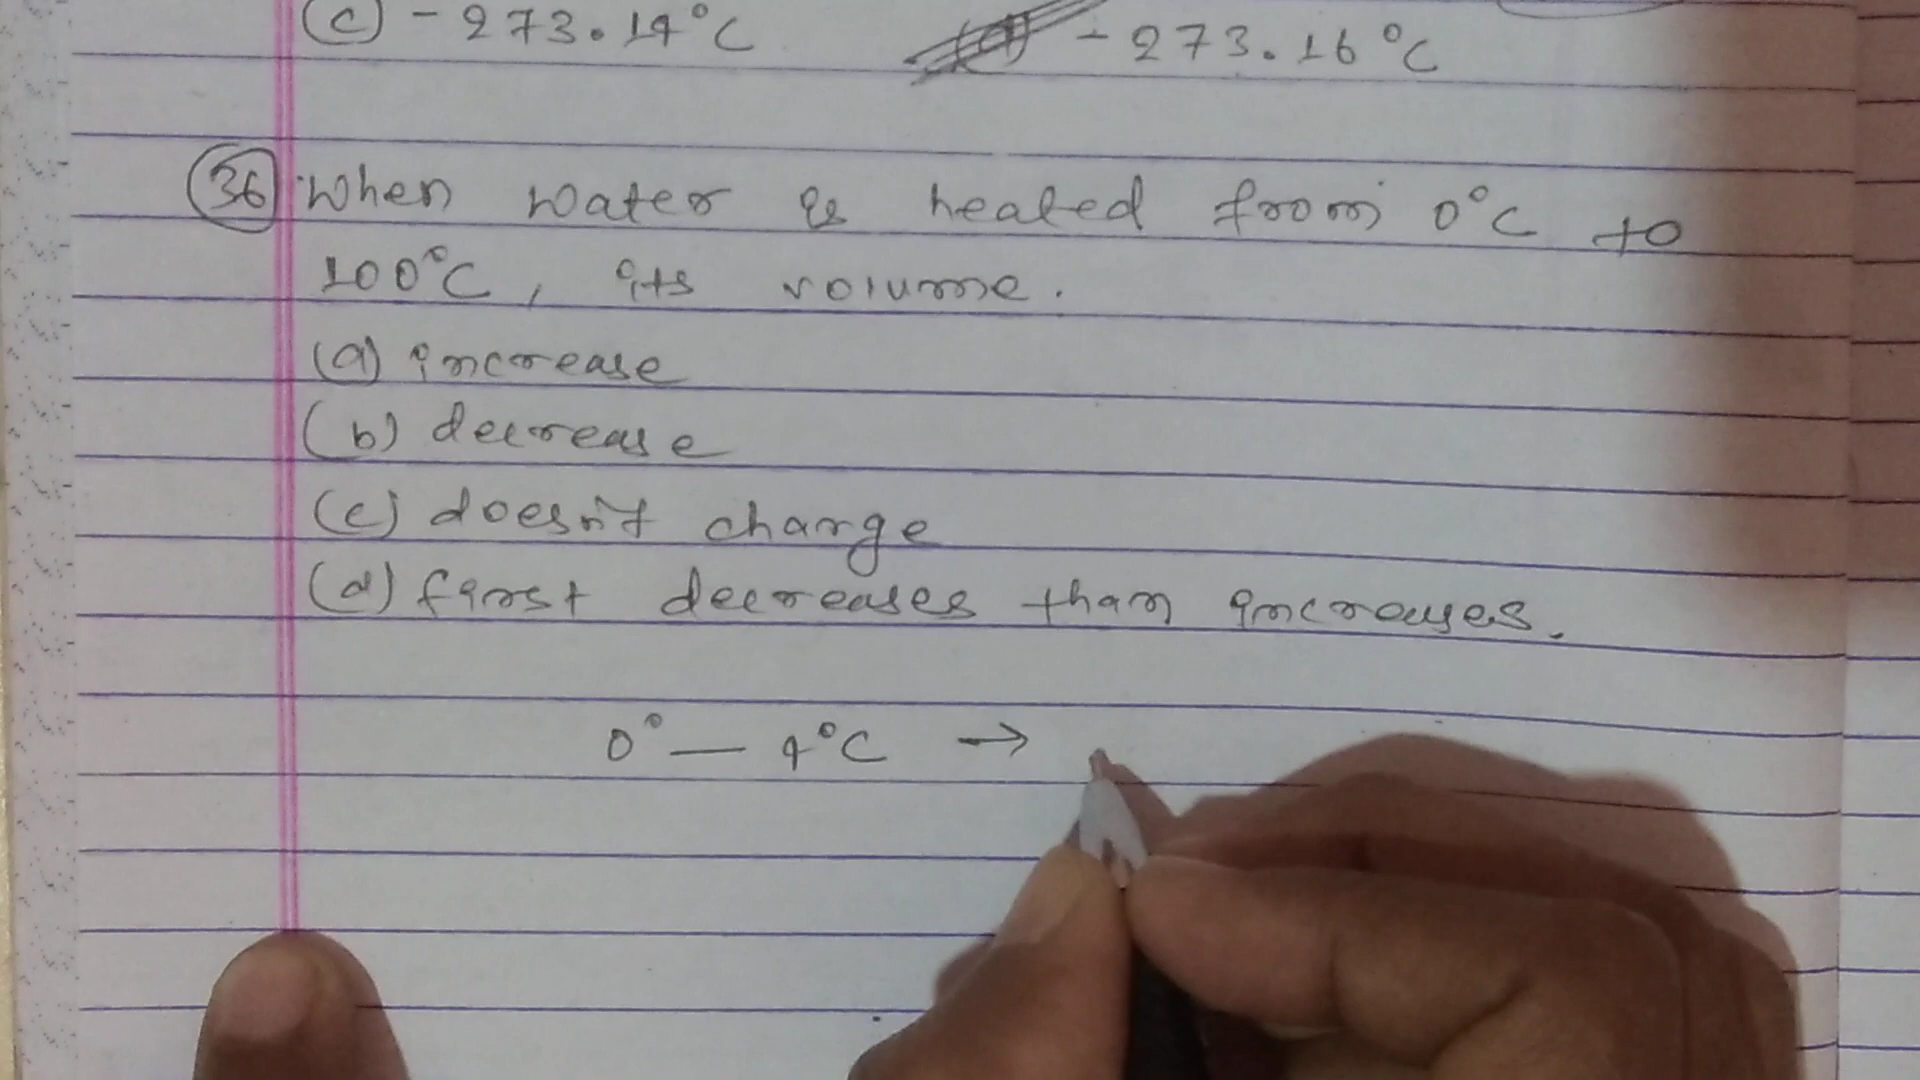 (c) - 273.14°C (d) - 273.16°C
(36) When water is heated from 0°C to
100°C, its volume.
(a) increase
(b) decrease
(c) doesn't change
(d) first decreases than increases.
0° — 4°C →